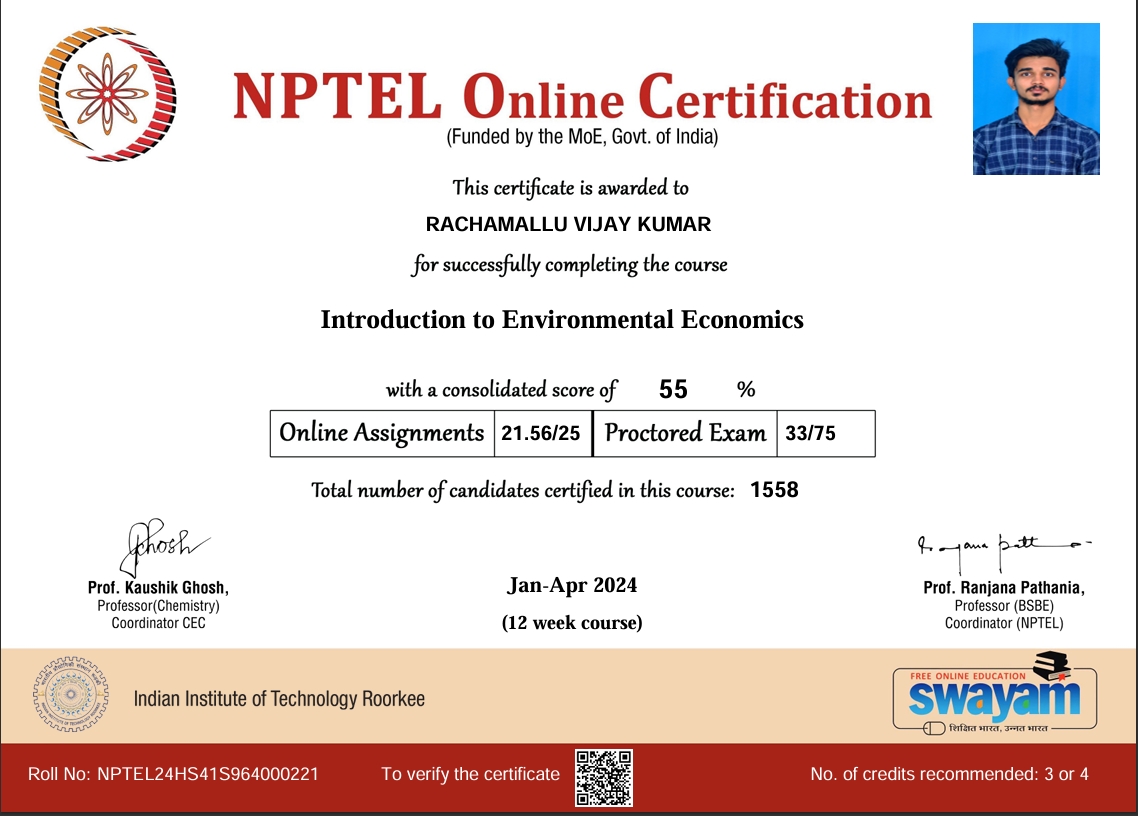 NPTEL Online Certification
(Funded by the MoE, Govt. of India)
This certificate is awarded to
RACHAMALLU VIJAY KUMAR
for successfully completing the course
Introduction to Environmental Economics
with a consolidated score of 55 %
Online Assignments 21.56/25 Proctored Exam 33/75
Total number of candidates certified in this course: 1558
Ghosh
Prof. Kaushik Ghosh,
Professor(Chemistry)
Coordinator CEC
Jan-Apr 2024
(12 week course)
Prof. Ranjana Pathania,
Professor (BSBE)
Coordinator (NPTEL)
Indian Institute of Technology Roorkee
FREE ONLINE EDUCATION
swayam
शिक्षित भारत, उन्नत भारत
Roll No: NPTEL24HS41S964000221
To verify the certificate
No. of credits recommended: 3 or 4